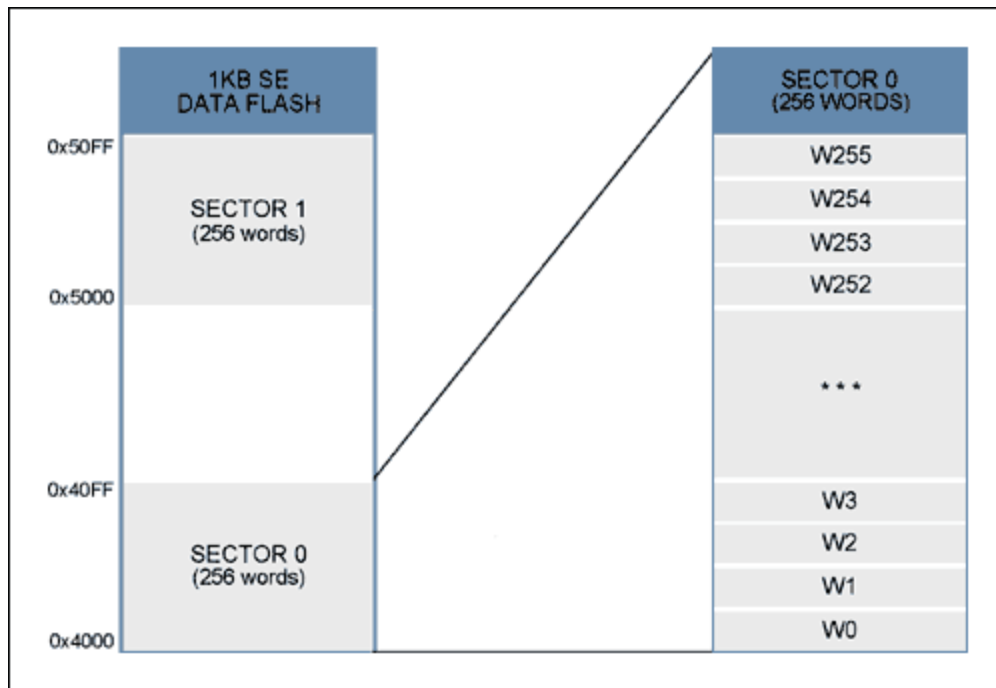 1KB SE
DATA FLASH
0x50FF
SECTOR 1
(256 words)
0x5000
0x40FF
SECTOR 0
(256 words)
0x4000
SECTOR 0
(256 WORDS)
W255
W254
W253
W252
* * *
W3
W2
W1
W0